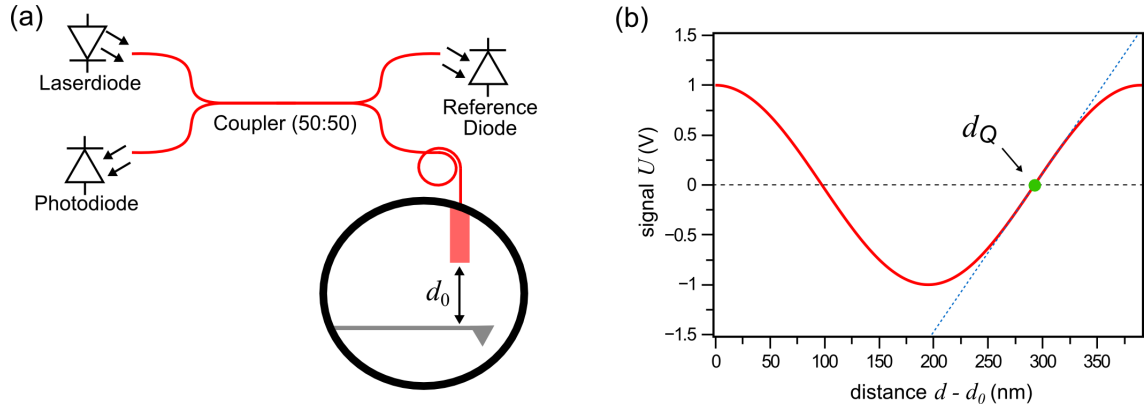 (a)
Laserdiode
Coupler (50:50)
Reference
Diode
Photodiode
d₀
(b)
signal U (V)
1.5
1
0.5
0
−0.5
−1
−1.5
dQ
0
50
100
150
200
250
300
350
distance d - d₀ (nm)